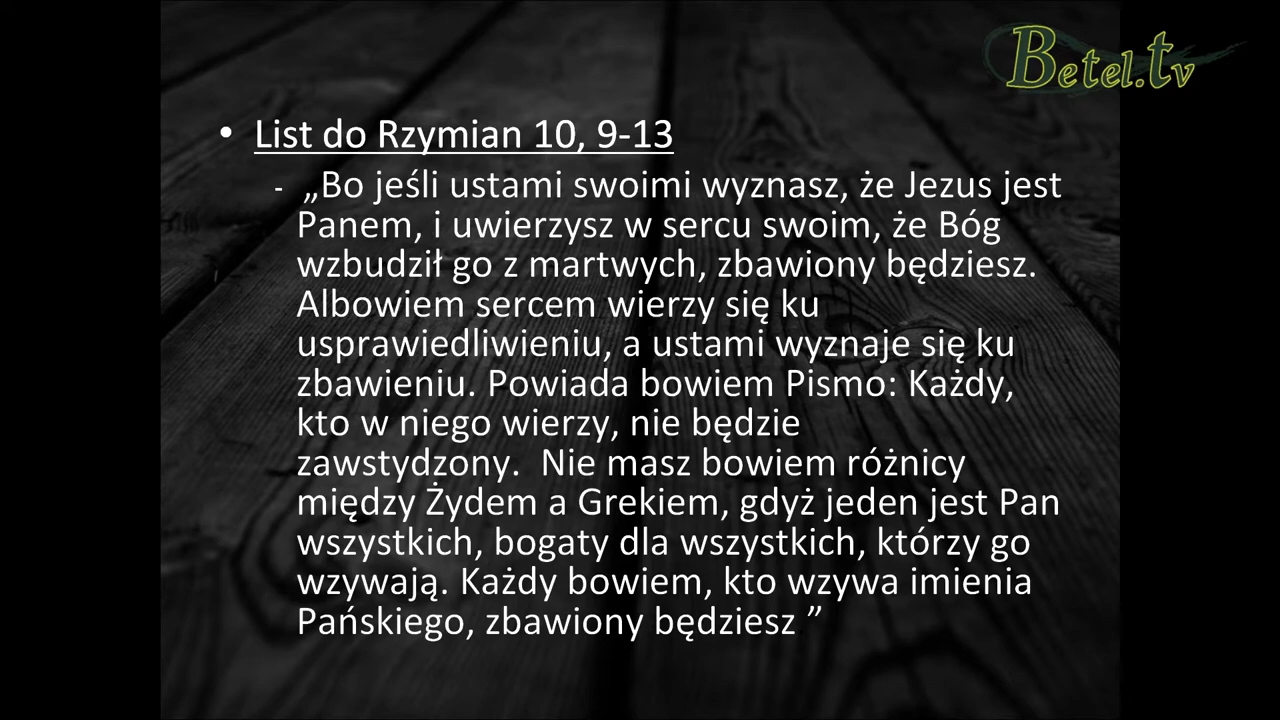 Betel.tv
• List do Rzymian 10, 9-13
- „Bo jeśli ustami swoimi wyznasz, że Jezus jest
Panem, i uwierzysz w sercu swoim, że Bóg
wzbudził go z martwych, zbawiony będziesz.
Albowiem sercem wierzy się ku
usprawiedliwieniu, a ustami wyznaje się ku
zbawieniu. Powiada bowiem Pismo: Każdy,
kto w niego wierzy, nie będzie
zawstydzony.  Nie masz bowiem różnicy
między Żydem a Grekiem, gdyż jeden jest Pan
wszystkich, bogaty dla wszystkich, którzy go
wzywają. Każdy bowiem, kto wzywa imienia
Pańskiego, zbawiony będziesz ”